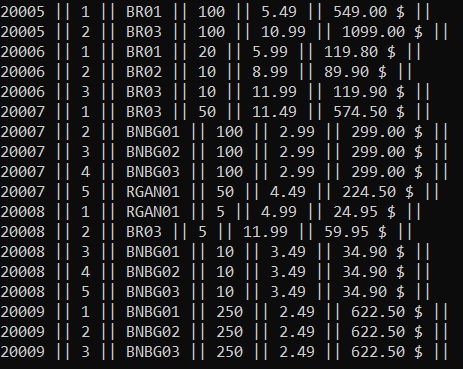 20005 || 1 || BR01 || 100 || 5.49 || 549.00 $ ||
20005 || 2 || BR03 || 100 || 10.99 || 1099.00 $ ||
20006 || 1 || BR01 || 20 || 5.99 || 119.80 $ ||
20006 || 2 || BR02 || 10 || 8.99 || 89.90 $ ||
20006 || 3 || BR03 || 10 || 11.99 || 119.90 $ ||
20007 || 1 || BR03 || 50 || 11.49 || 574.50 $ ||
20007 || 2 || BNBG01 || 100 || 2.99 || 299.00 $ ||
20007 || 3 || BNBG02 || 100 || 2.99 || 299.00 $ ||
20007 || 4 || BNBG03 || 100 || 2.99 || 299.00 $ ||
20007 || 5 || RGAN01 || 50 || 4.49 || 224.50 $ ||
20008 || 1 || RGAN01 || 5 || 4.99 || 24.95 $ ||
20008 || 2 || BR03 || 5 || 11.99 || 59.95 $ ||
20008 || 3 || BNBG01 || 10 || 3.49 || 34.90 $ ||
20008 || 4 || BNBG02 || 10 || 3.49 || 34.90 $ ||
20008 || 5 || BNBG03 || 10 || 3.49 || 34.90 $ ||
20009 || 1 || BNBG01 || 250 || 2.49 || 622.50 $ ||
20009 || 2 || BNBG02 || 250 || 2.49 || 622.50 $ ||
20009 || 3 || BNBG03 || 250 || 2.49 || 622.50 $ ||